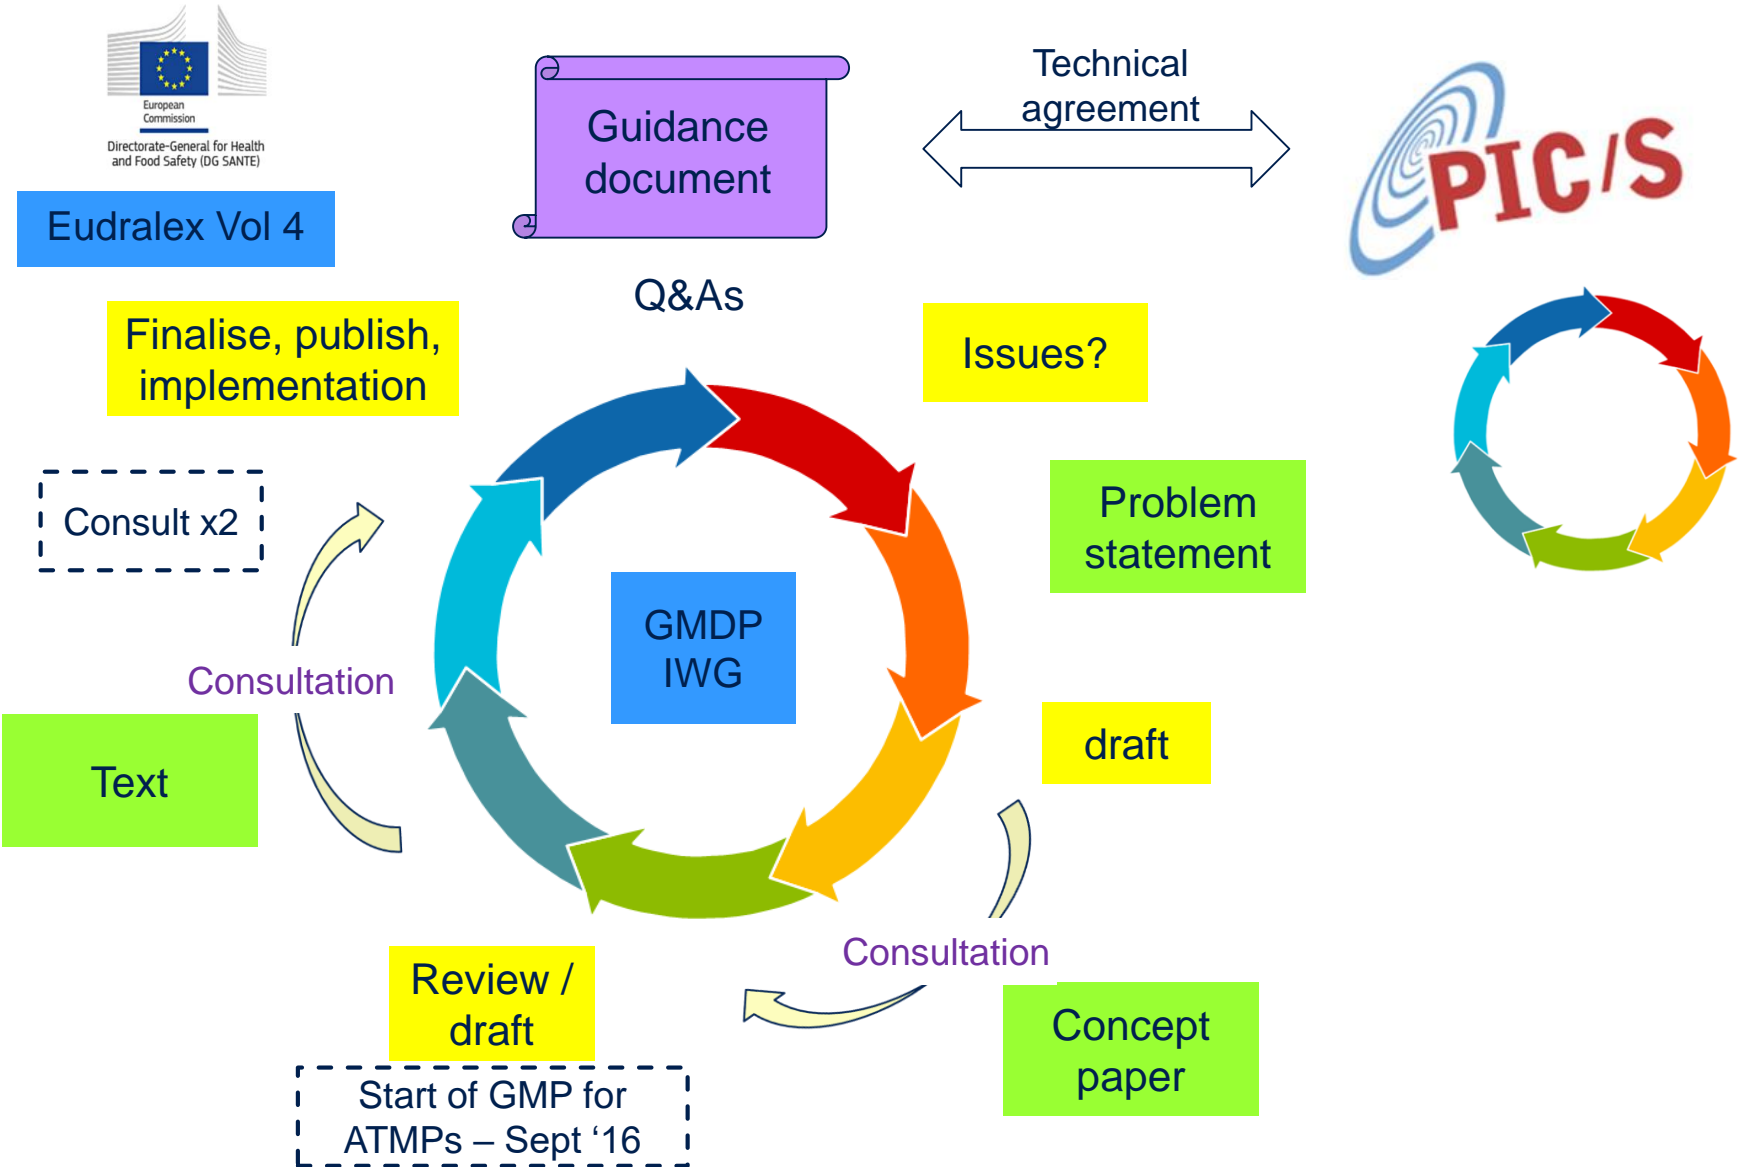 European
Commission
Directorate-General for Health
and Food Safety (DG SANTE)
Eudralex Vol 4
Guidance
document
Technical
agreement
PIC/S
Q&As
Finalise, publish,
implementation
Issues?
Consult x2
Problem
statement
GMDP
IWG
Consultation
Text
draft
Consultation
Review /
draft
Concept
paper
Start of GMP for
ATMPs – Sept ‘16